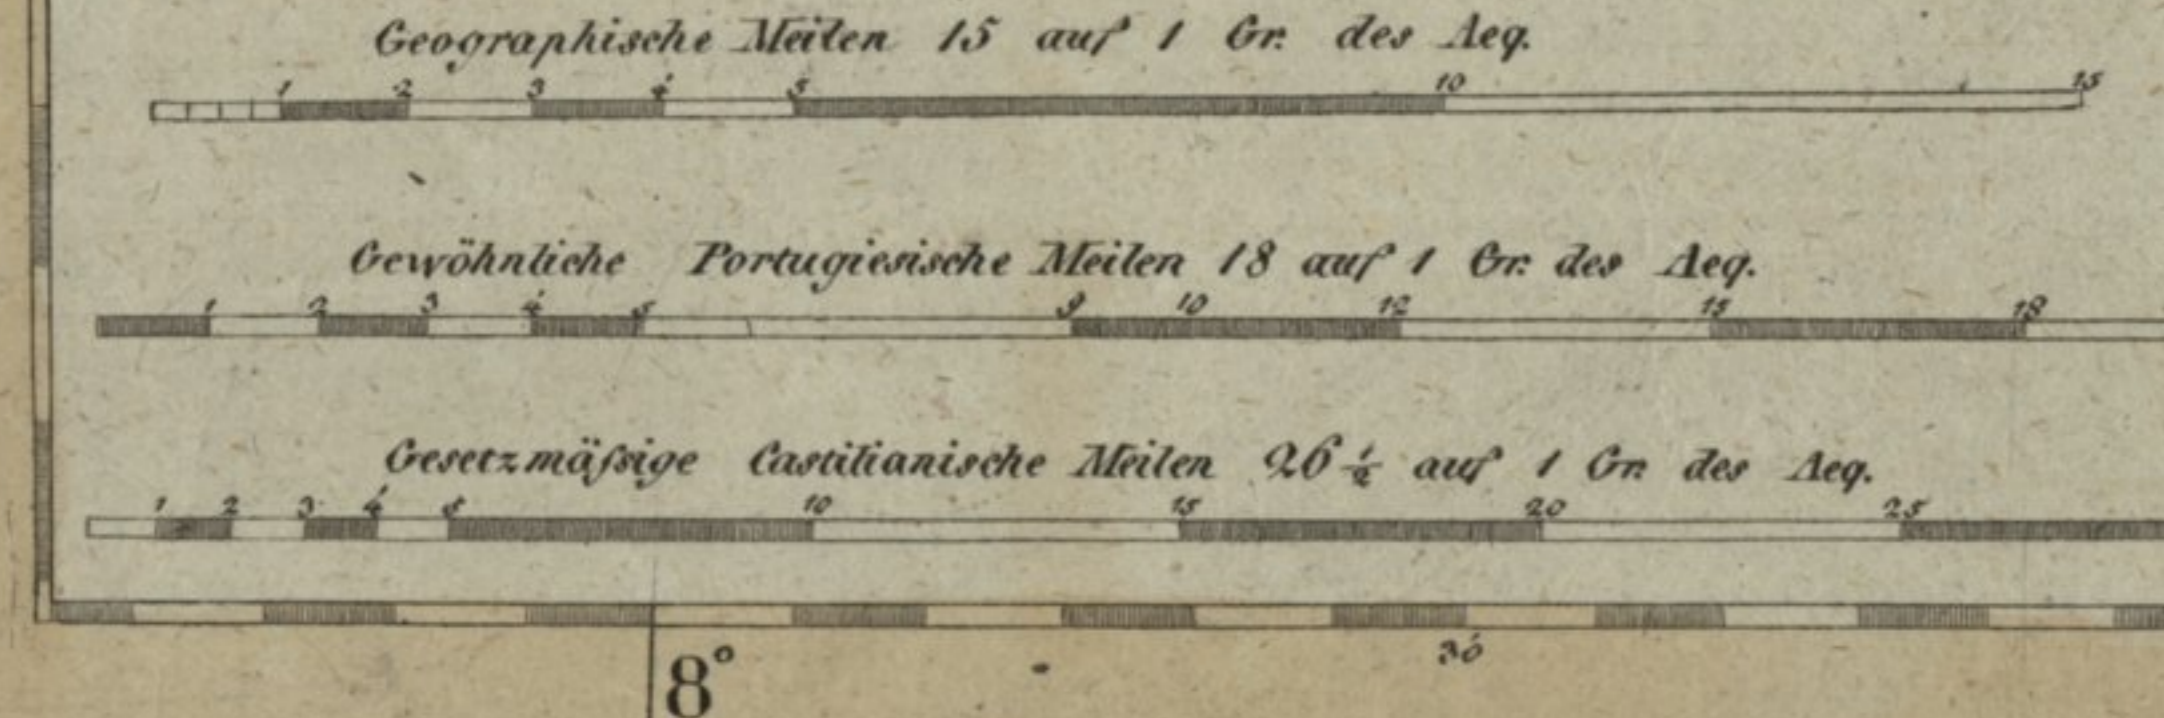 Geographische Meilen 15 auf 1 Gr. des Aeq.
1 2 3 4 5 10 15
Gewöhnliche Portugiesische Meilen 18 auf 1 Gr. des Aeq.
1 2 3 4 5 9 10 12 15 18
Gesetzmäſsige Castilianische Meilen 26 ½ auf 1 Gr. des Aeq.
1 2 3 4 5 10 15 20 25
8° 30